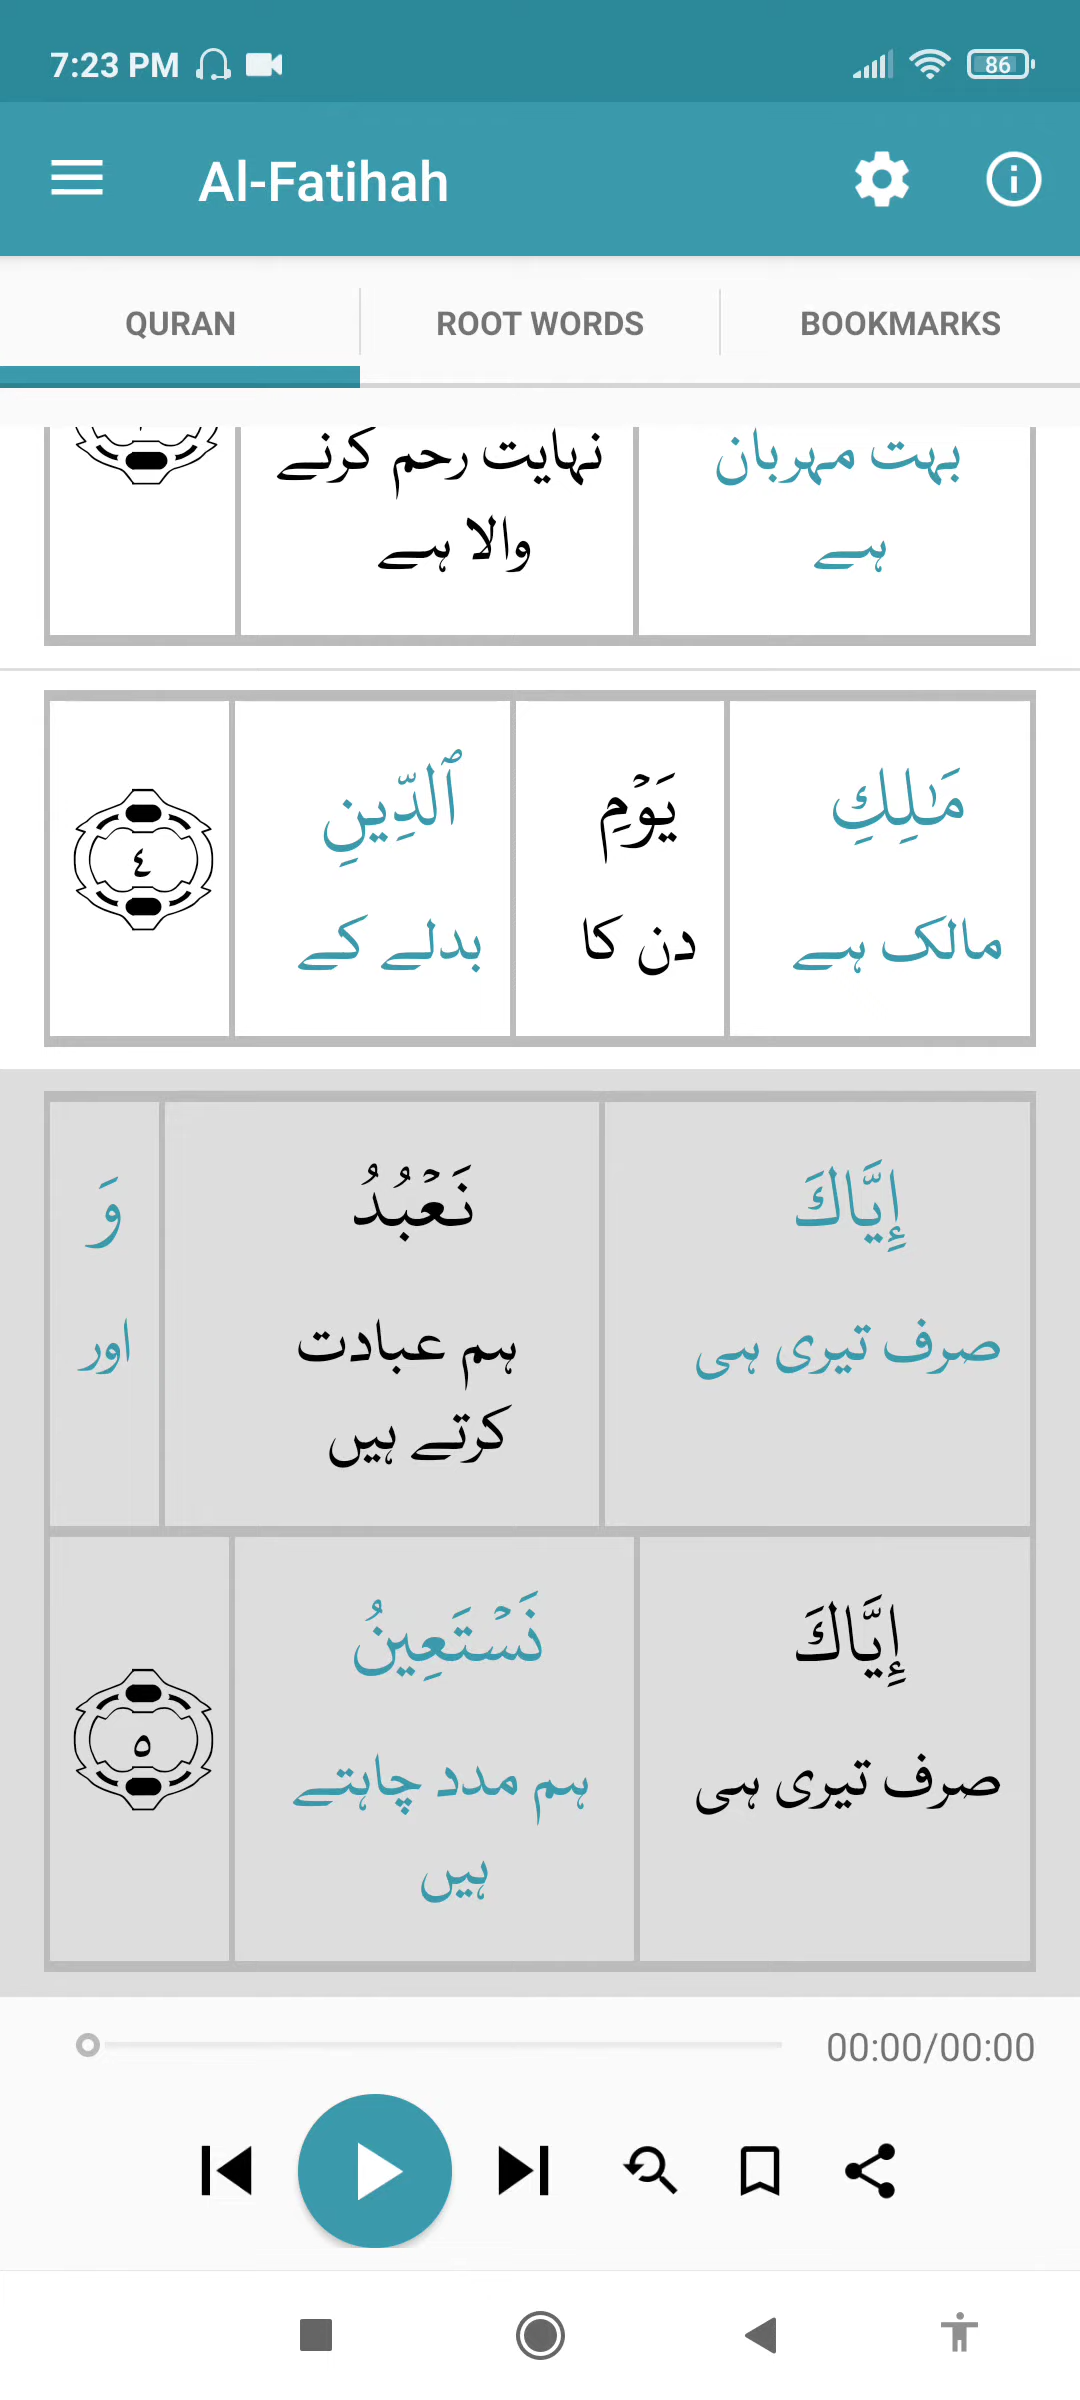 7:23 PM 86
Al-Fatihah
QURAN ROOT WORDS BOOKMARKS
بہت مہربان نہایت رحم کرنے
ہے والا ہے
مَـٰلِكِ يَوْمِ ٱلدِّينِ ٤
مالک ہے دن کا بدلے کے
إِيَّاكَ نَعْبُدُ وَ
صرف تیری ہی ہم عبادت اور
کرتے ہیں
إِيَّاكَ نَسْتَعِينُ ٥
صرف تیری ہی ہم مدد چاہتے
ہیں
00:00/00:00